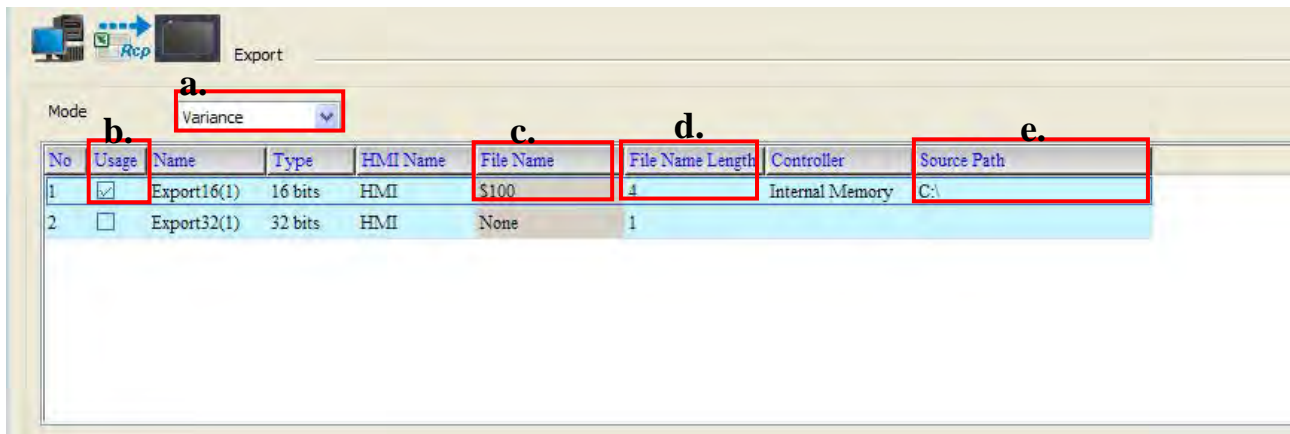 Rcp
Export
a.
Mode Variance
b. c. d. e.
No Usage Name Type HMI Name File Name File Name Length Controller Source Path
1 Export16(1) 16 bits HMI $100 4 Internal Memory C:\
2 Export32(1) 32 bits HMI None 1